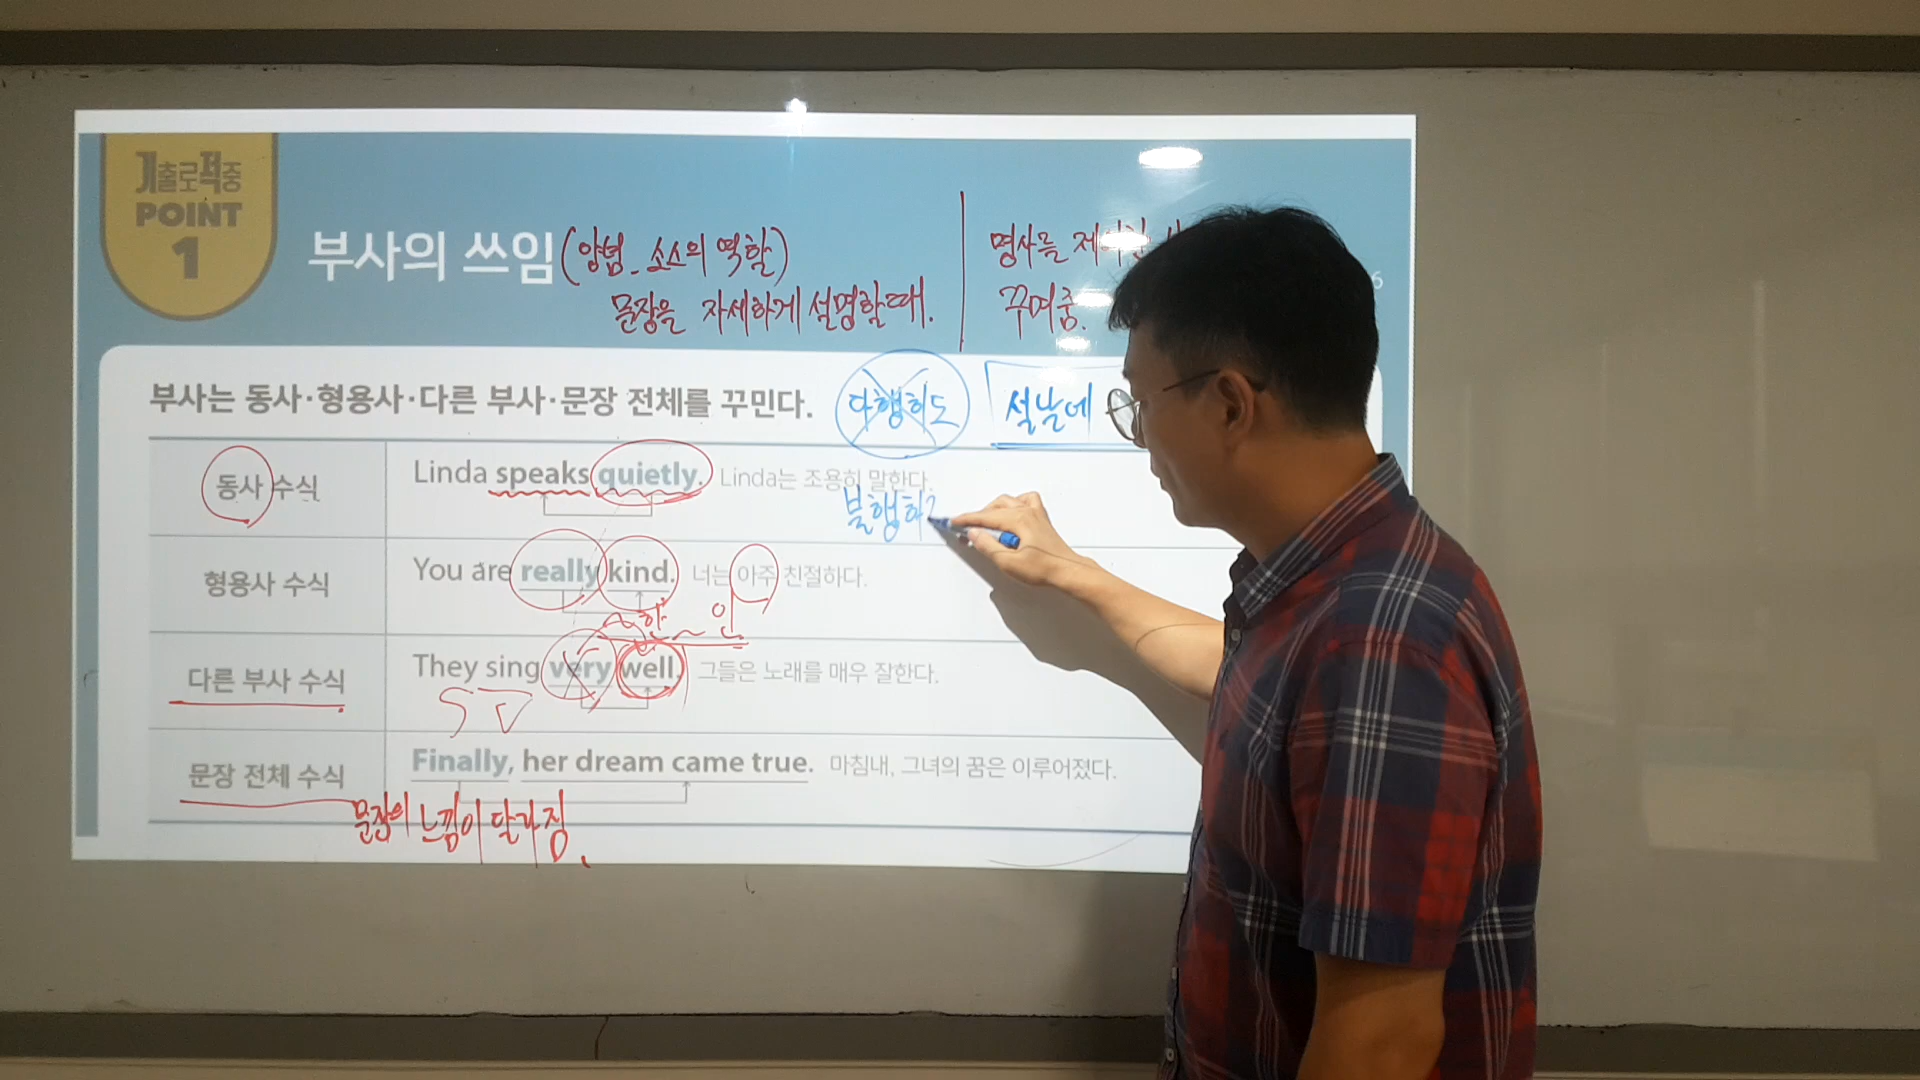 기출로적중
POINT
1
부사의 쓰임 (양념_소스의 역할)
문장을 자세하게 설명할때.
명사를
꾸며줌.
6
부사는 동사·형용사·다른 부사·문장 전체를 꾸민다.
다행히도
설날에
동사 수식
Linda speaks quietly. Linda는 조용히 말한다.
불행히
형용사 수식
You are really kind. 너는 아주 친절하다.
한 ~ 인
다른 부사 수식
They sing very well. 그들은 노래를 매우 잘한다.
S V
문장 전체 수식
Finally, her dream came true. 마침내, 그녀의 꿈은 이루어졌다.
문장의 느낌이 달라짐.